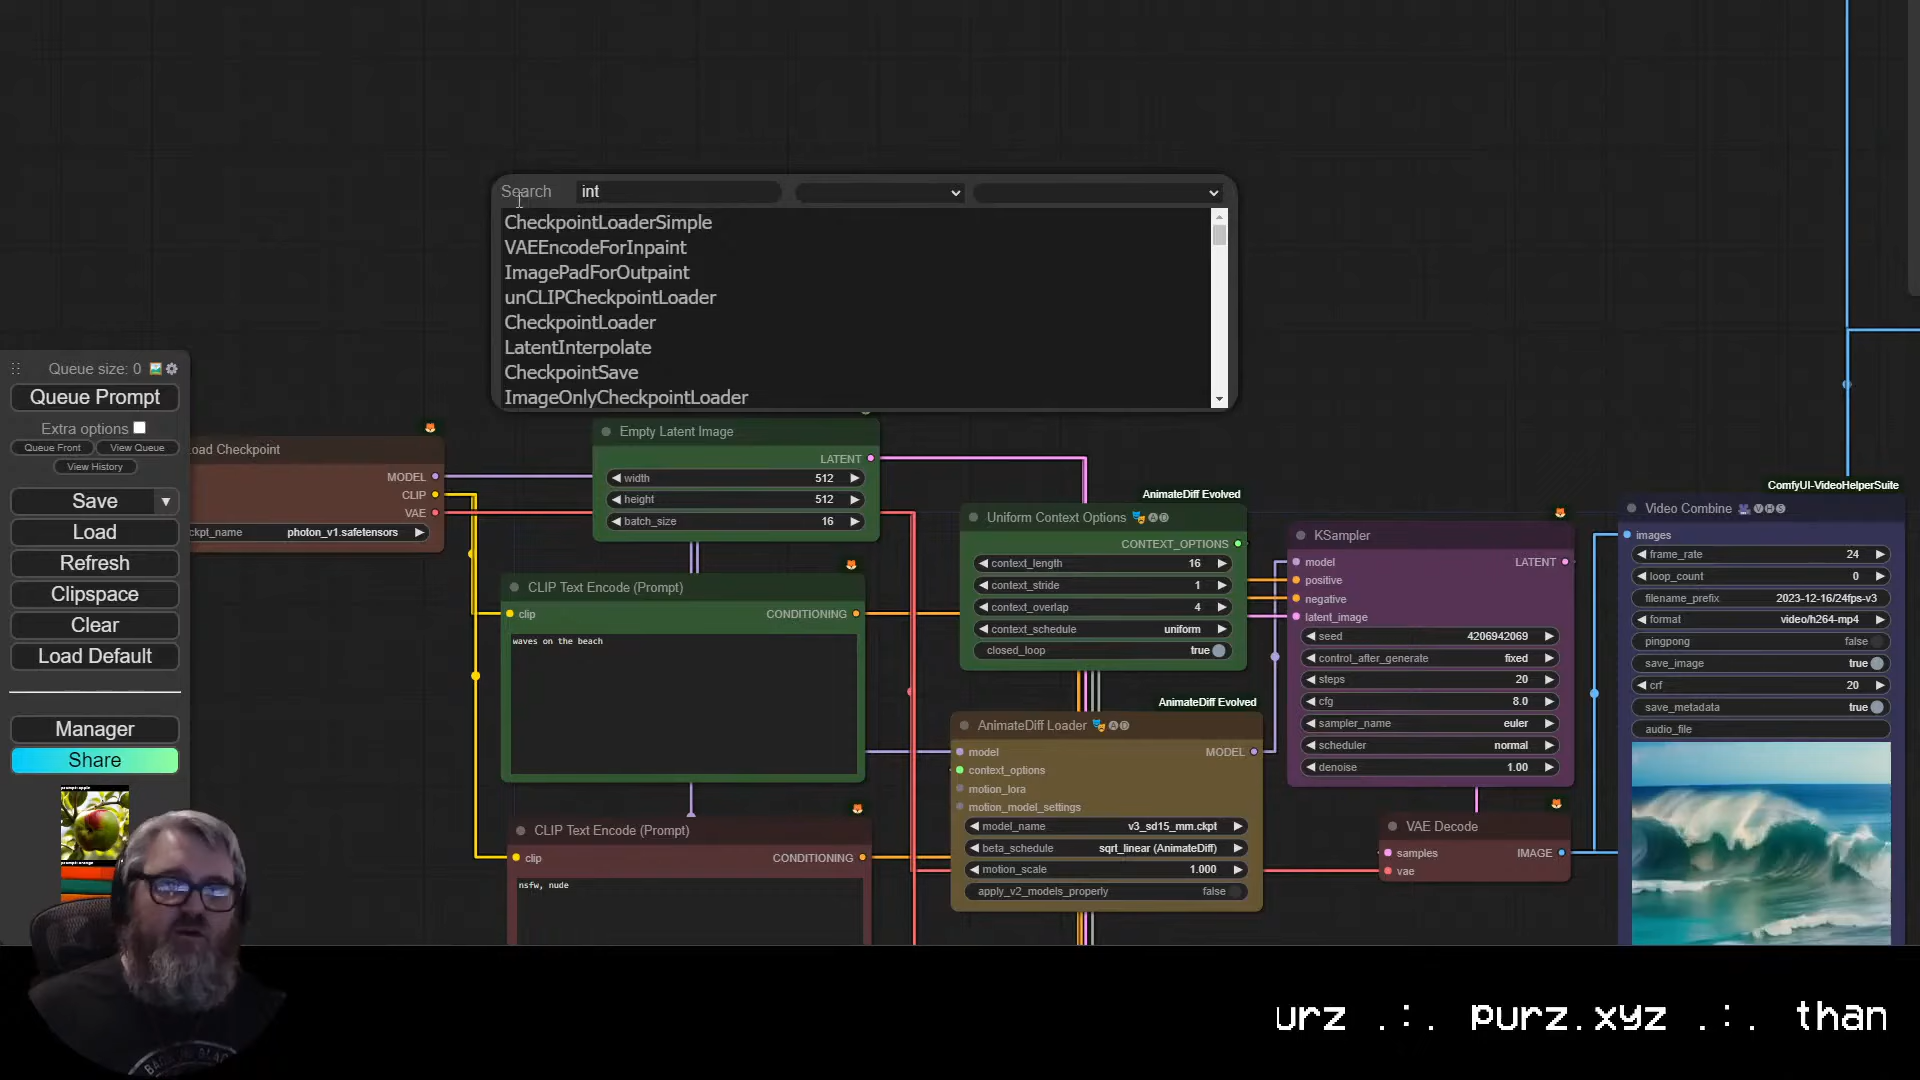 Search int
CheckpointLoaderSimple
VAEEncodeForInpaint
ImagePadForOutpaint
unCLIPCheckpointLoader
CheckpointLoader
LatentInterpolate
CheckpointSave
ImageOnlyCheckpointLoader
Queue size: 0
Queue Prompt
Extra options
Queue Front View Queue
View History
Save
Load
Refresh
Clipspace
Clear
Load Default
Manager
Share
prompt: apple
prompt: orange
oad Checkpoint
MODEL
CLIP
VAE
ckpt_name photon_v1.safetensors
Empty Latent Image
LATENT
width 512
height 512
batch_size 16
CLIP Text Encode (Prompt)
clip CONDITIONING
waves on the beach
CLIP Text Encode (Prompt)
clip CONDITIONING
nsfw, nude
AnimateDiff Evolved
Uniform Context Options
CONTEXT_OPTIONS
context_length 16
context_stride 1
context_overlap 4
context_schedule uniform
closed_loop true
AnimateDiff Evolved
AnimateDiff Loader
model MODEL
context_options
motion_lora
motion_model_settings
model_name v3_sd15_mm.ckpt
beta_schedule sqrt_linear (AnimateDiff)
motion_scale 1.000
apply_v2_models_properly false
KSampler
model LATENT
positive
negative
latent_image
seed 4206942069
control_after_generate fixed
steps 20
cfg 8.0
sampler_name euler
scheduler normal
denoise 1.00
VAE Decode
samples IMAGE
vae
ComfyUI-VideoHelperSuite
Video Combine
images
frame_rate 24
loop_count 0
filename_prefix 2023-12-16/24fps-v3
format video/h264-mp4
pingpong false
save_image true
crf 20
save_metadata true
audio_file
urz .:. purz.xyz .:. than